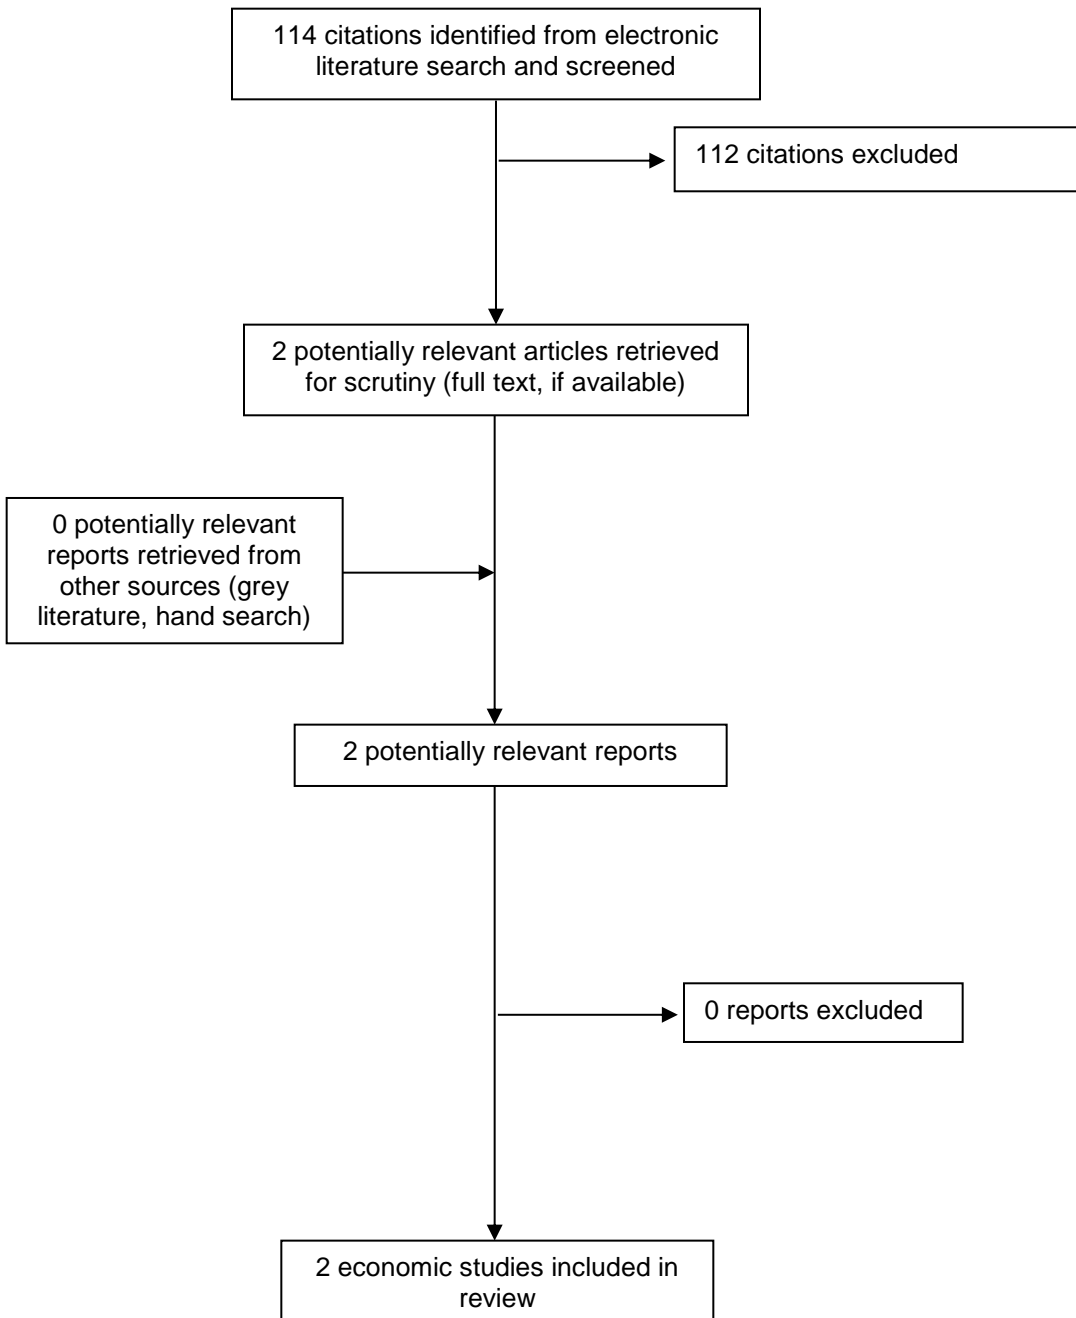 114 citations identified from electronic
literature search and screened
112 citations excluded
2 potentially relevant articles retrieved
for scrutiny (full text, if available)
0 potentially relevant
reports retrieved from
other sources (grey
literature, hand search)
2 potentially relevant reports
0 reports excluded
2 economic studies included in
review